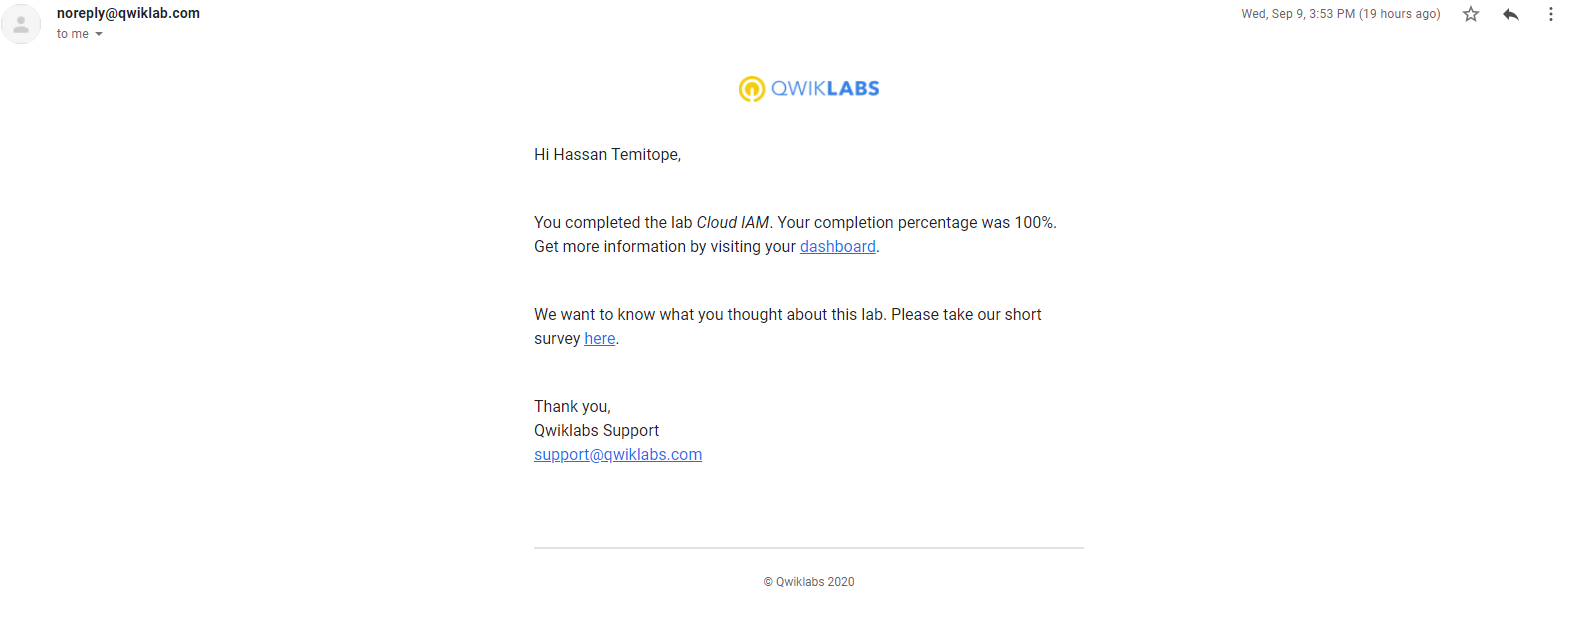 noreply@qwiklab.com
Wed, Sep 9, 3:53 PM (19 hours ago)
to me
QWIKLABS
Hi Hassan Temitope,
You completed the lab Cloud IAM. Your completion percentage was 100%.
Get more information by visiting your dashboard.
We want to know what you thought about this lab. Please take our short
survey here.
Thank you,
Qwiklabs Support
support@qwiklabs.com
© Qwiklabs 2020